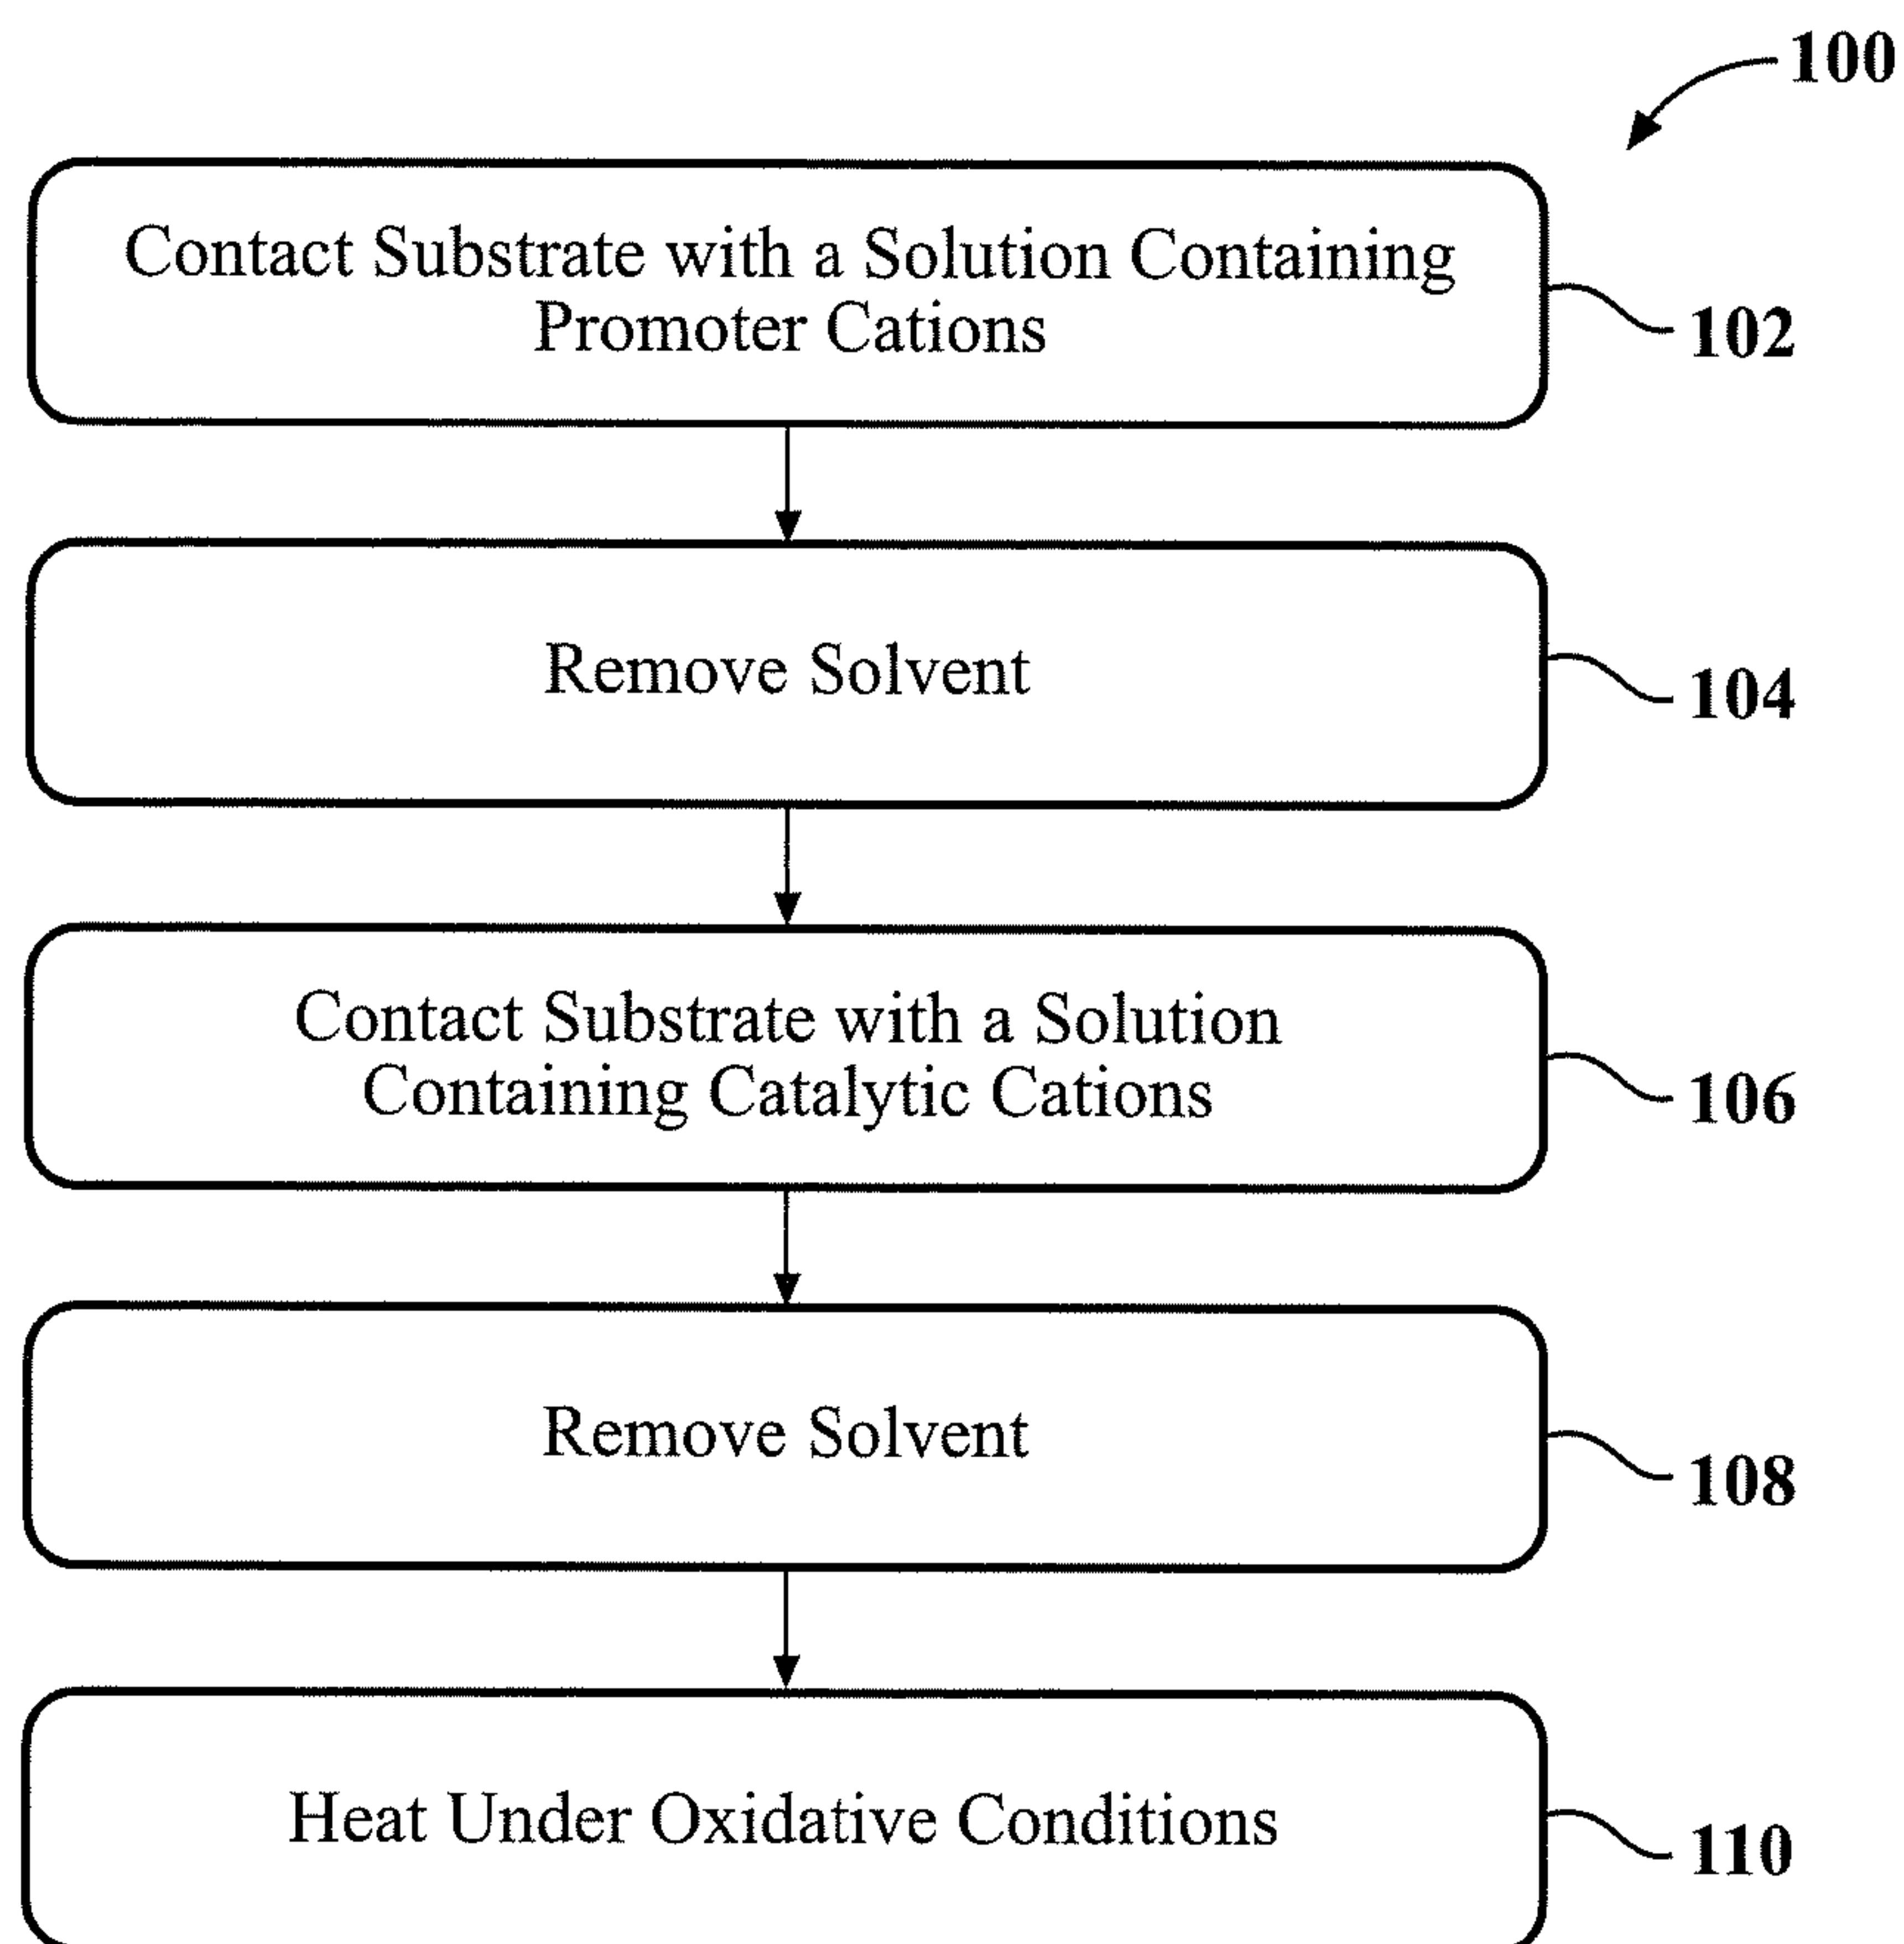 100
Contact Substrate with a Solution Containing
Promoter Cations
102
Remove Solvent
104
Contact Substrate with a Solution
Containing Catalytic Cations
106
Remove Solvent
108
Heat Under Oxidative Conditions
110